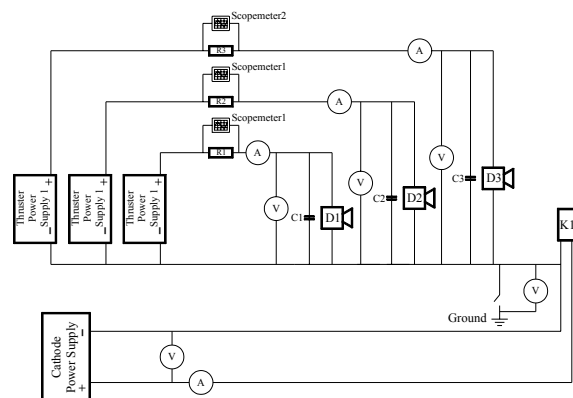 Scopemeter2
R3
A
Scopemeter1
R2
A
Scopemeter1
R1
A
V
V
V
C1
D1
C2
D2
C3
D3
Thruster
Power
Supply 1
+
−
Thruster
Power
Supply 1
+
−
Thruster
Power
Supply 1
+
−
K1
V
Ground
Cathode
Power Supply
−
+
V
A